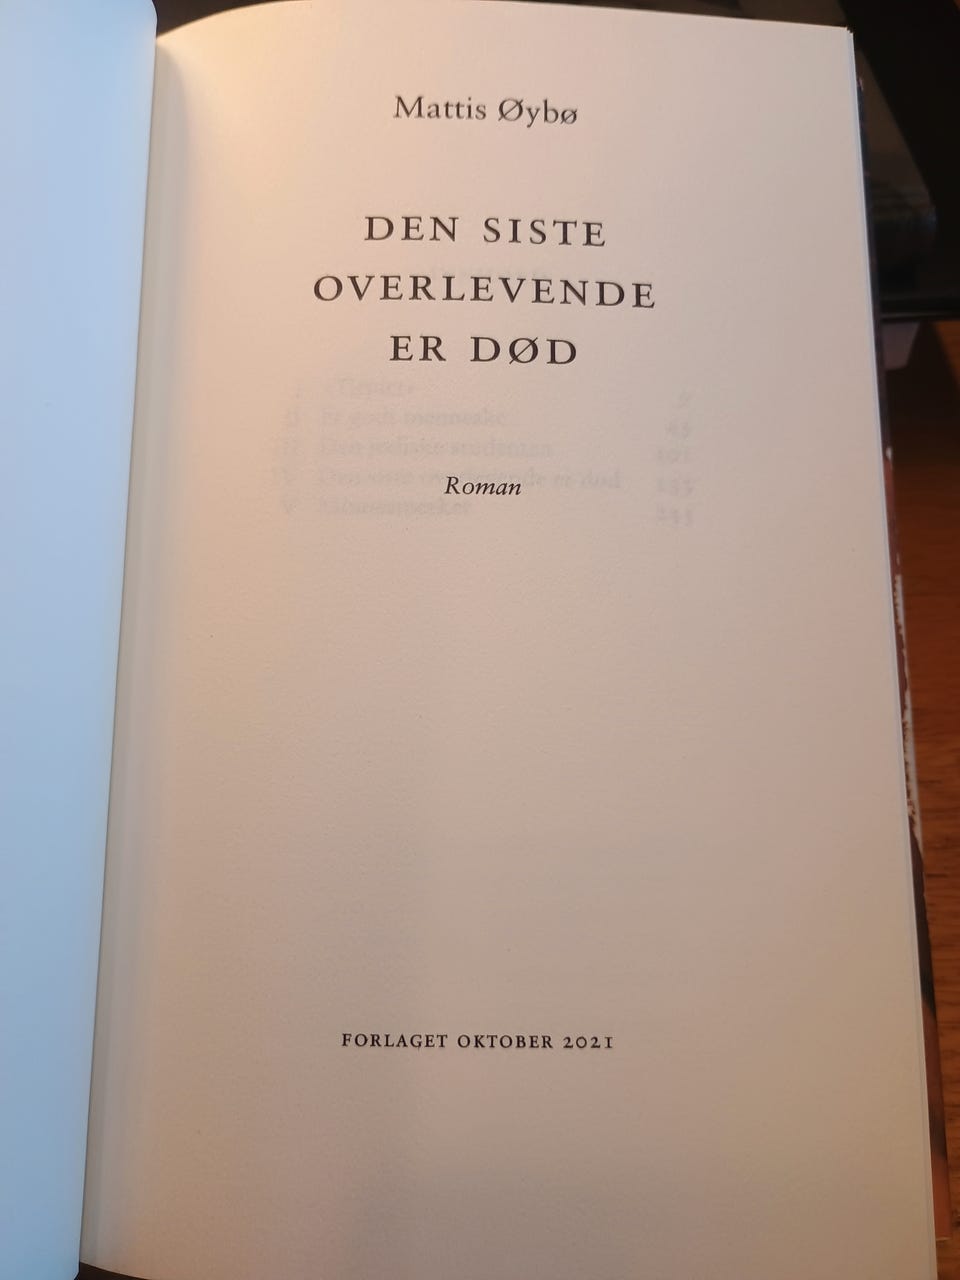 Mattis Øybø
DEN SISTE
OVERLEVENDE
ER DØD
Roman
FORLAGET OKTOBER 2021